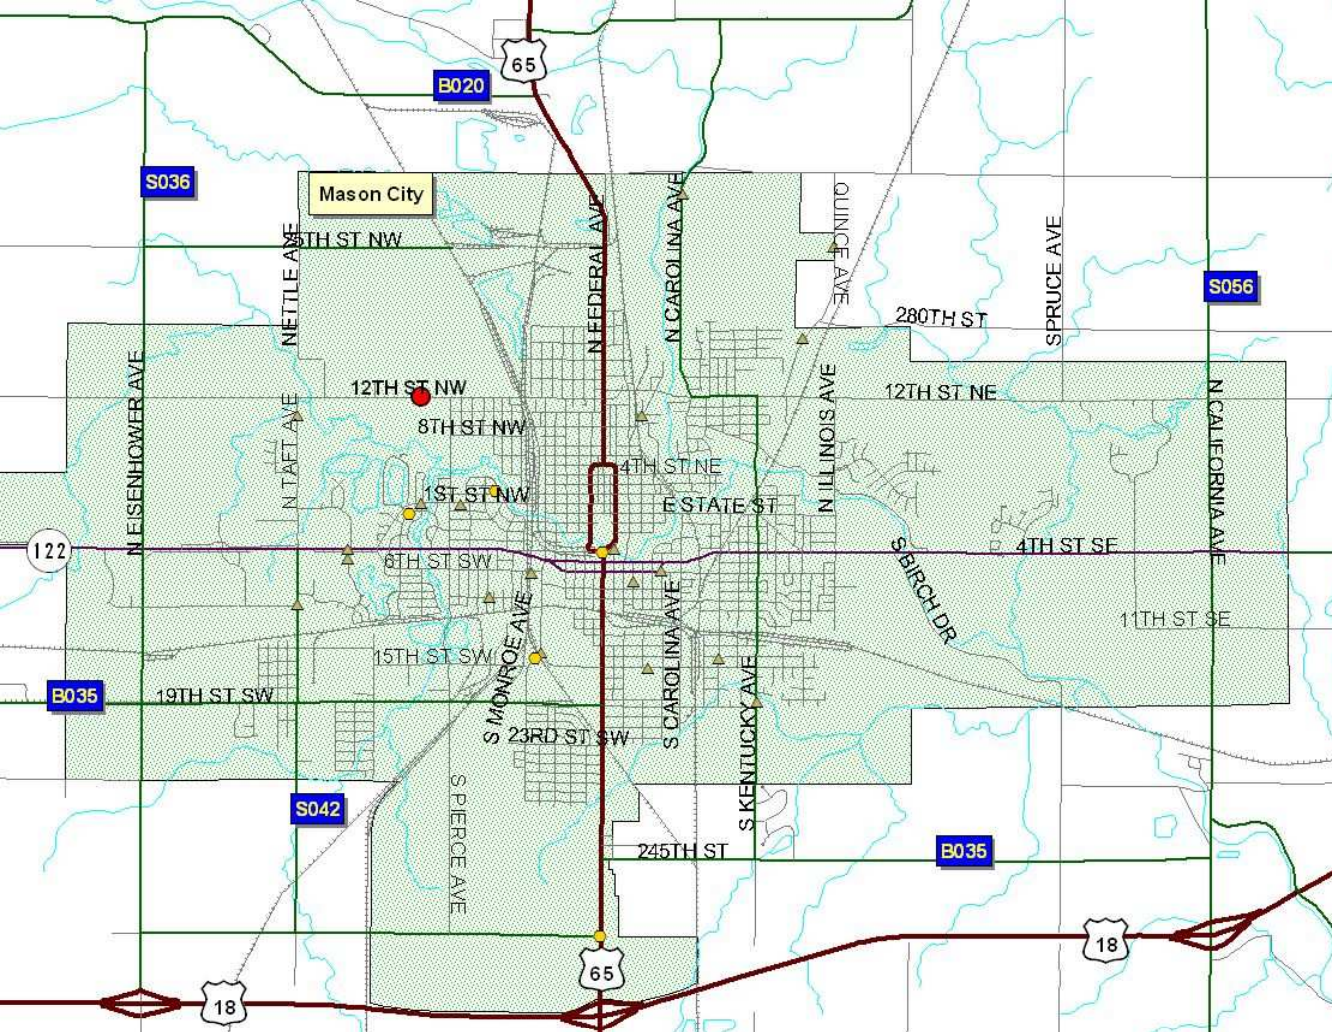 65
B020
S036
Mason City
QUINCE AVE
N CAROLINA AVE
N FEDERAL AVE
NETTLE AVE
5TH ST NW
SPRUCE AVE
S056
280TH ST
N EISENHOWER AVE
12TH ST NW
12TH ST NE
N ILLINOIS AVE
N CALIFORNIA AVE
N TAFT AVE
8TH ST NW
4TH ST NE
1ST ST NW
E STATE ST
122
4TH ST SE
6TH ST SW
S BIRCH DR
S CAROLINA AVE
S MONROE AVE
11TH ST SE
15TH ST SW
S KENTUCKY AVE
B035
19TH ST SW
23RD ST SW
S042
S PIERCE AVE
245TH ST
B035
18
65
18